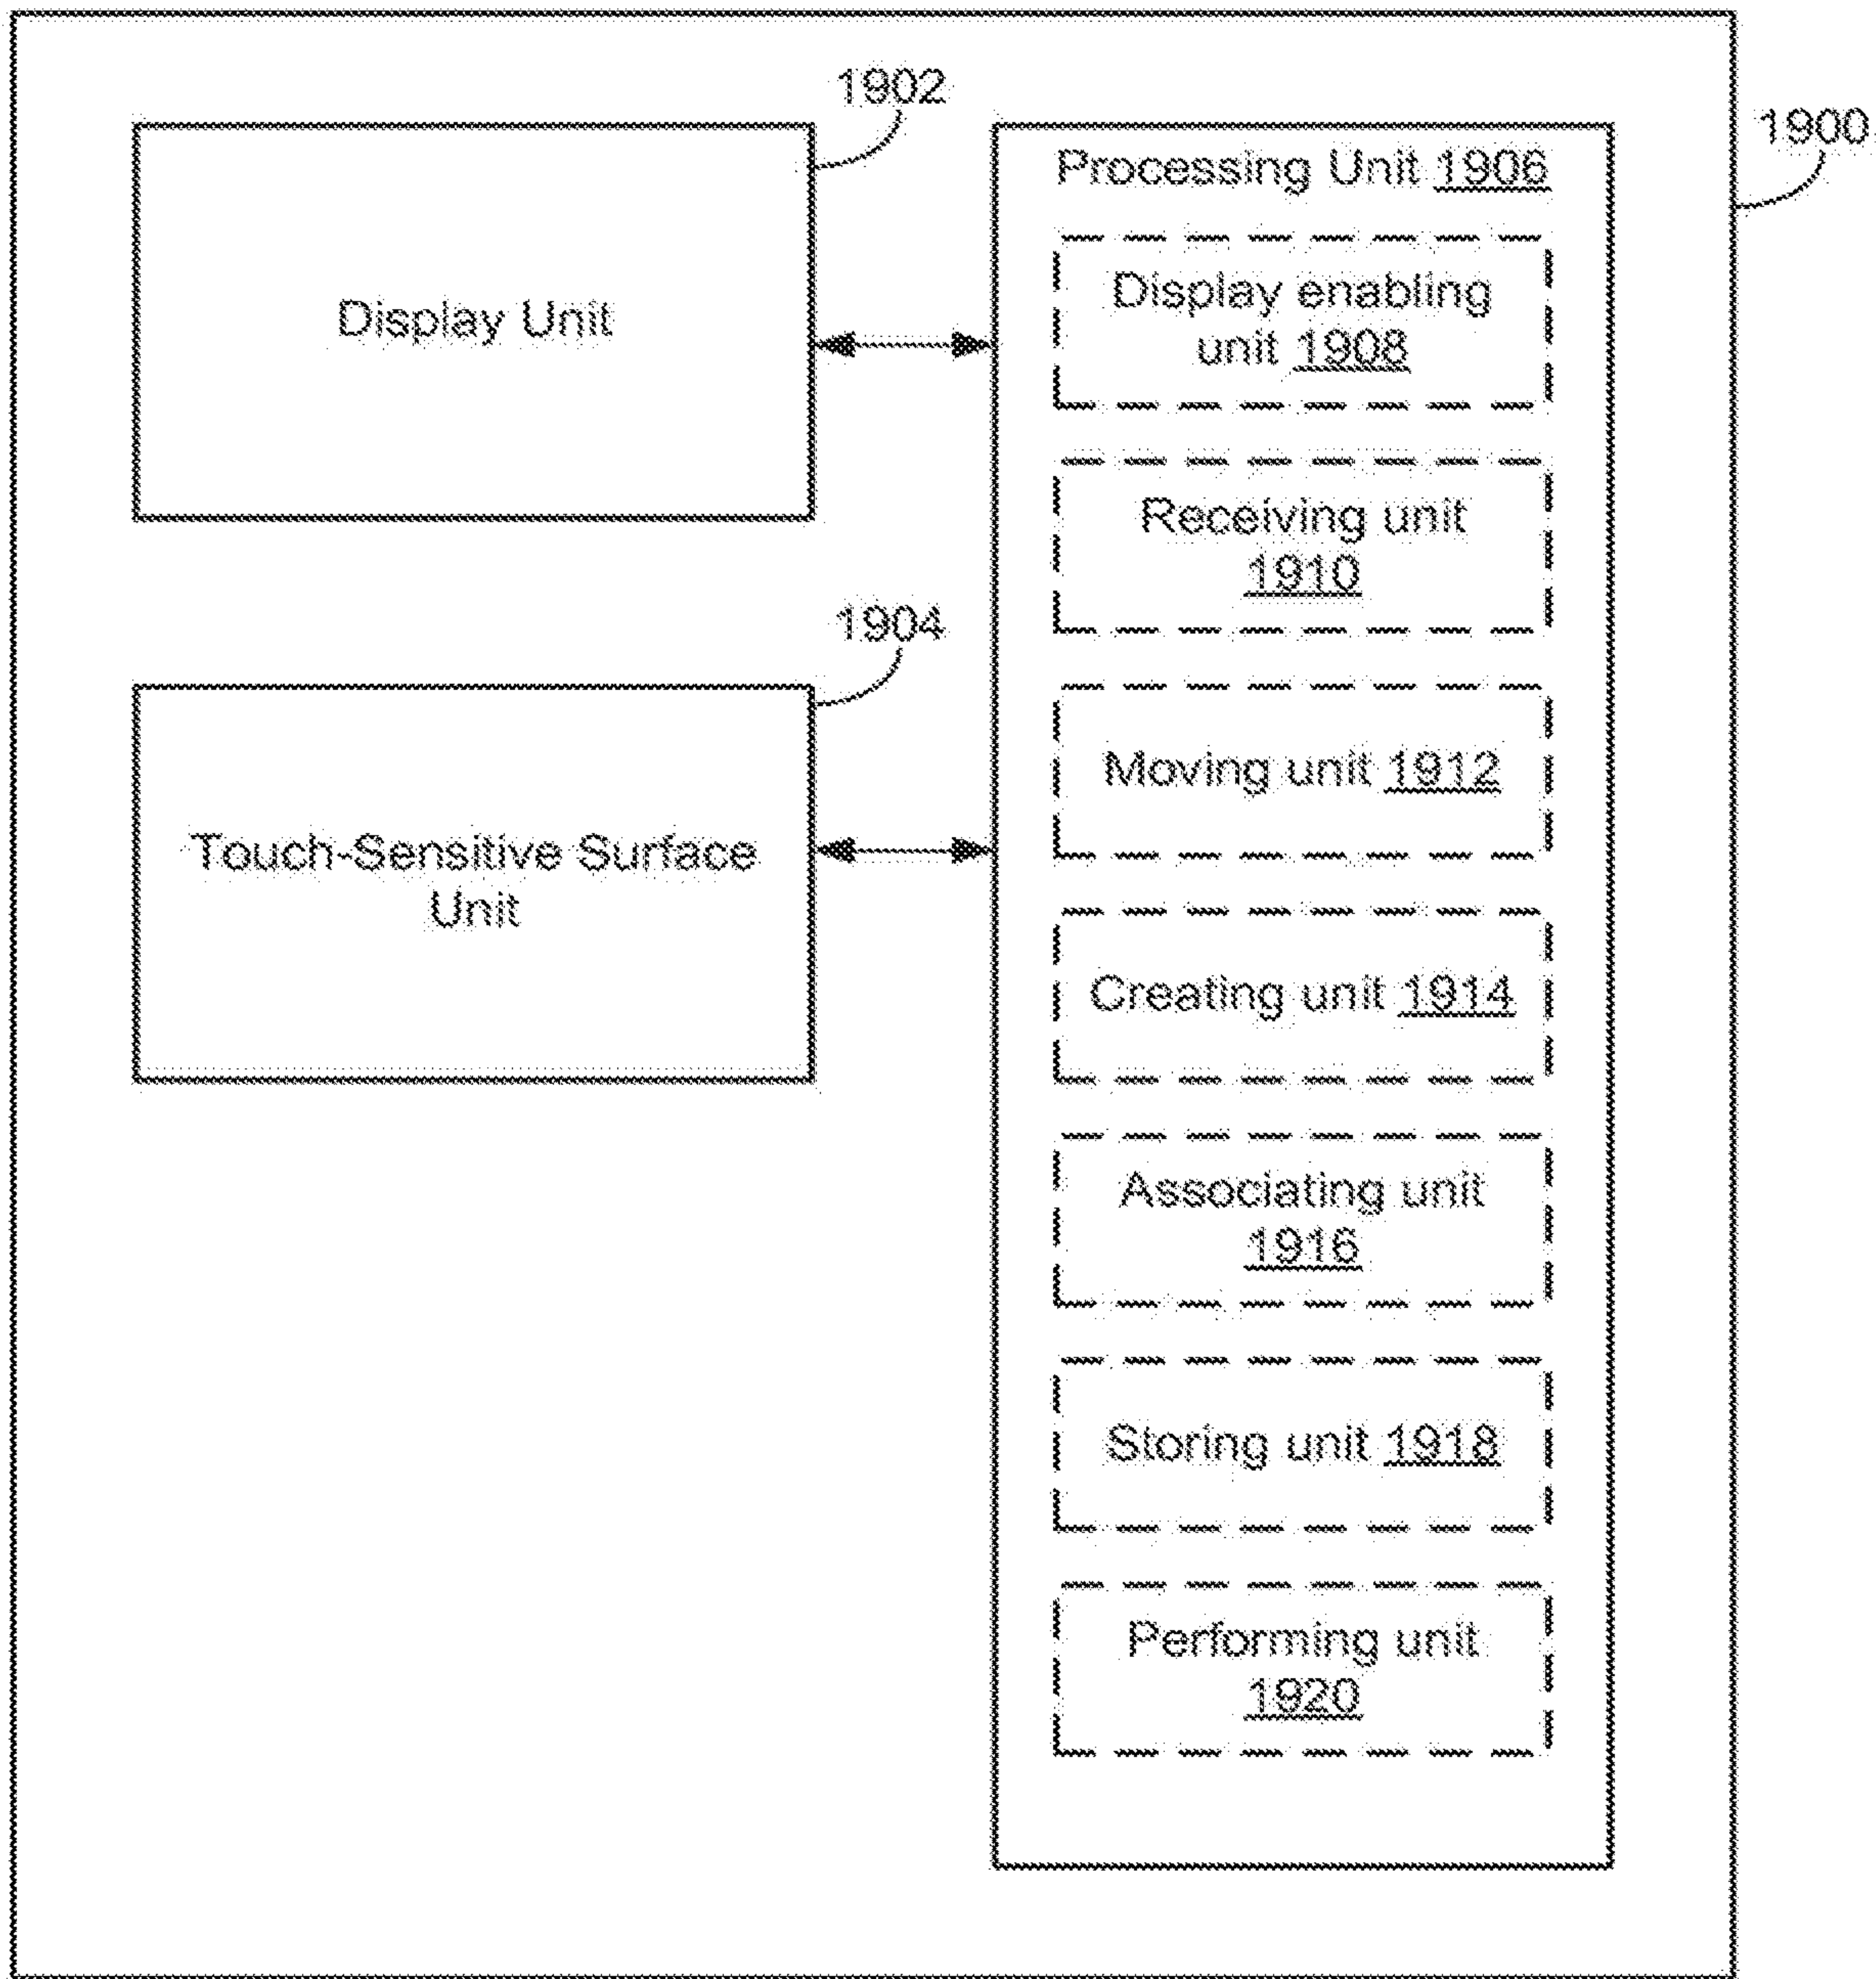 1902
1900
Display Unit
1904
Touch-Sensitive Surface
Unit
Processing Unit 1906
Display enabling
unit 1908
Receiving unit
1910
Moving unit 1912
Creating unit 1914
Associating unit
1916
Storing unit 1918
Performing unit
1920